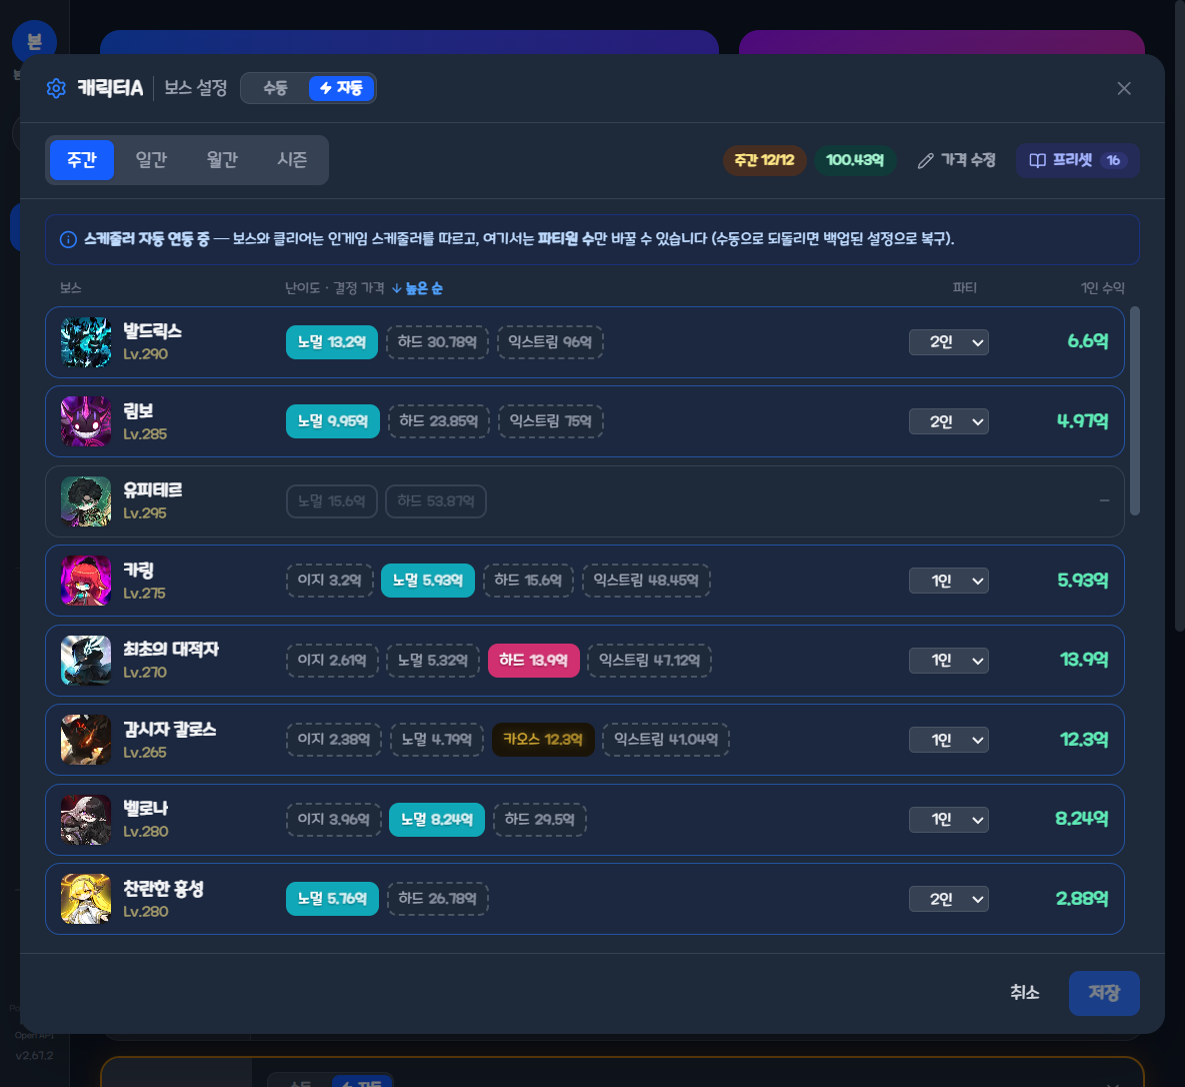 본
캐릭터A 보스 설정 수동 자동
주간 일간 월간 시즌 주간 12/12 100.43억 가격 수정 프리셋 16
스케줄러 자동 연동 중 — 보스와 클리어는 인게임 스케줄러를 따르고, 여기서는 파티원 수만 바꿀 수 있습니다 (수동으로 되돌리면 백업된 설정으로 복구).
보스 난이도 · 결정 가격 ↓ 높은 순 파티 1인 수익
발드릭스
Lv.290
노멀 13.2억 하드 30.78억 익스트림 96억 2인 6.6억
림보
Lv.285
노멀 9.95억 하드 23.85억 익스트림 75억 2인 4.97억
유피테르
Lv.295
노멀 15.6억 하드 53.87억 –
카링
Lv.275
이지 3.2억 노멀 5.93억 하드 15.6억 익스트림 48.45억 1인 5.93억
최초의 대적자
Lv.270
이지 2.61억 노멀 5.32억 하드 13.9억 익스트림 47.12억 1인 13.9억
감시자 칼로스
Lv.265
이지 2.38억 노멀 4.79억 카오스 12.3억 익스트림 41.04억 1인 12.3억
벨로나
Lv.280
이지 3.96억 노멀 8.24억 하드 29.5억 1인 8.24억
찬란한 흉성
Lv.280
노멀 5.76억 하드 26.78억 2인 2.88억
취소 저장
Open API
v2.67.2
수동 자동